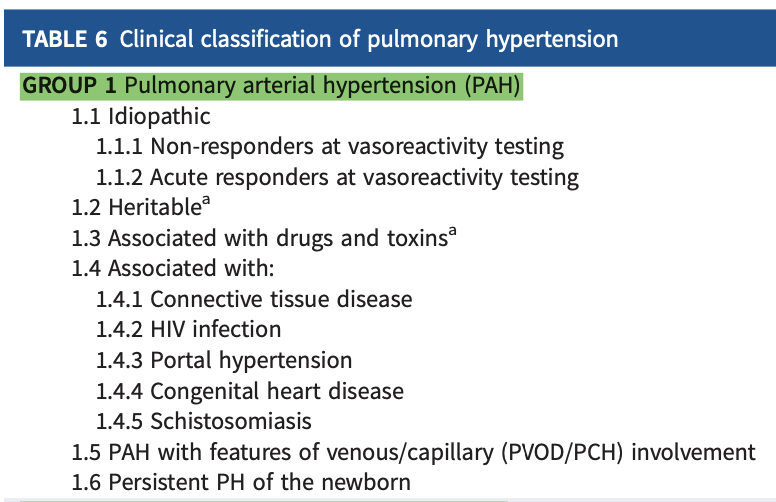 TABLE 6 Clinical classification of pulmonary hypertension
GROUP 1 Pulmonary arterial hypertension (PAH)
1.1 Idiopathic
1.1.1 Non-responders at vasoreactivity testing
1.1.2 Acute responders at vasoreactivity testing
1.2 Heritableᵃ
1.3 Associated with drugs and toxinsᵃ
1.4 Associated with:
1.4.1 Connective tissue disease
1.4.2 HIV infection
1.4.3 Portal hypertension
1.4.4 Congenital heart disease
1.4.5 Schistosomiasis
1.5 PAH with features of venous/capillary (PVOD/PCH) involvement
1.6 Persistent PH of the newborn